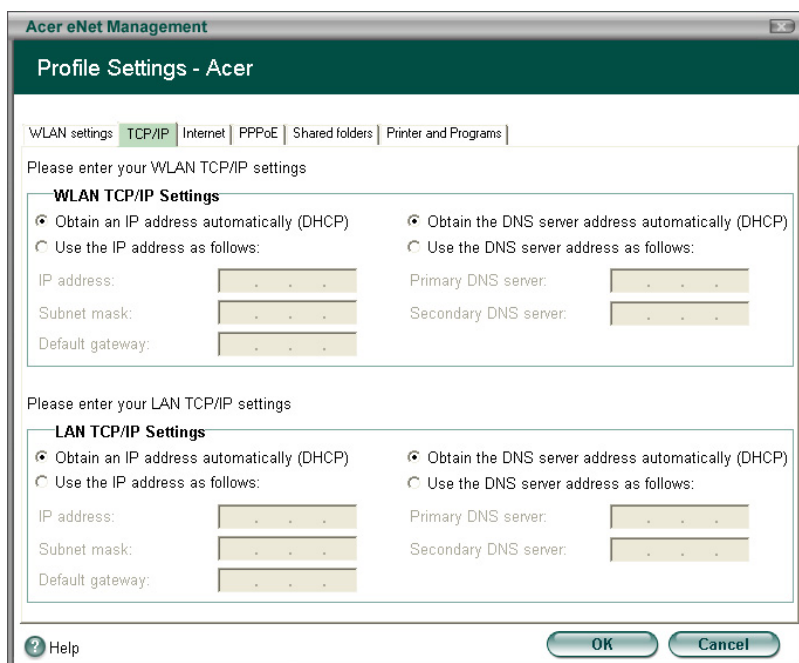 Acer eNet Management
Profile Settings - Acer
WLAN settings TCP/IP Internet PPPoE Shared folders Printer and Programs
Please enter your WLAN TCP/IP settings
WLAN TCP/IP Settings
Obtain an IP address automatically (DHCP) Obtain the DNS server address automatically (DHCP)
Use the IP address as follows: Use the DNS server address as follows:
IP address: Primary DNS server:
Subnet mask: Secondary DNS server:
Default gateway:
Please enter your LAN TCP/IP settings
LAN TCP/IP Settings
Obtain an IP address automatically (DHCP) Obtain the DNS server address automatically (DHCP)
Use the IP address as follows: Use the DNS server address as follows:
IP address: Primary DNS server:
Subnet mask: Secondary DNS server:
Default gateway:
? Help OK Cancel